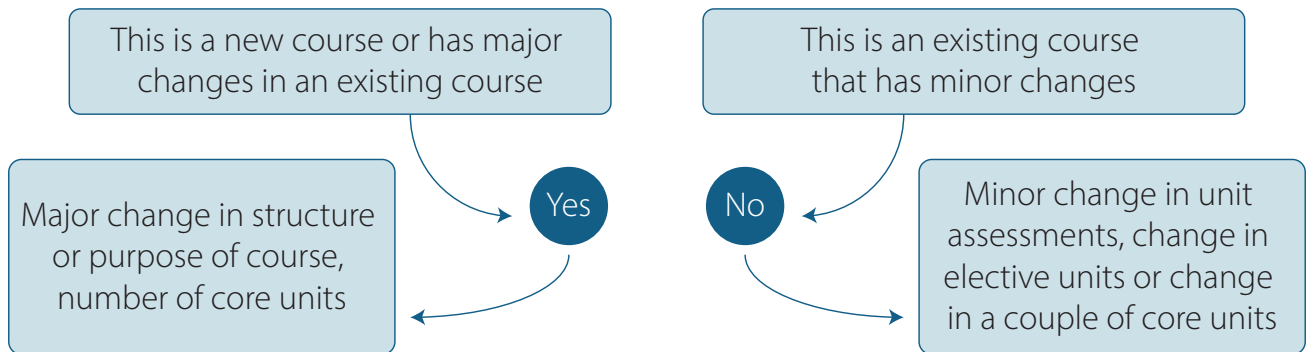 This is a new course or has major
changes in an existing course
This is an existing course
that has minor changes
Yes
No
Major change in structure
or purpose of course,
number of core units
Minor change in unit
assessments, change in
elective units or change
in a couple of core units